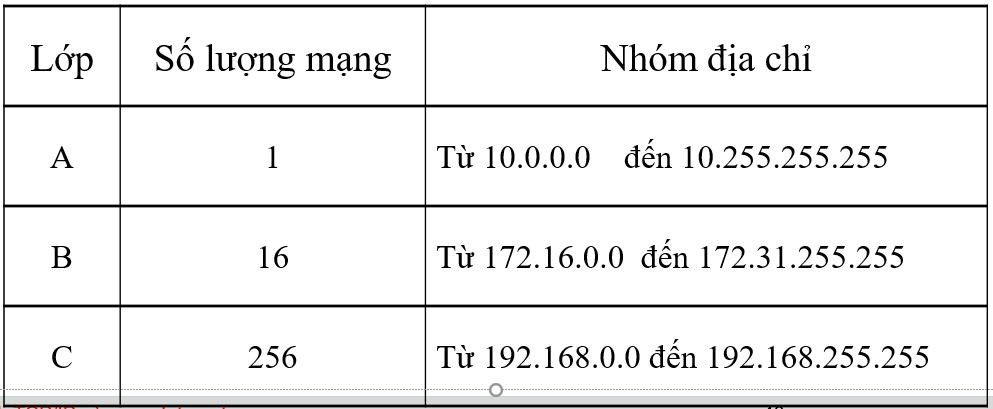 Lớp Số lượng mạng Nhóm địa chỉ
A 1 Từ 10.0.0.0 đến 10.255.255.255
B 16 Từ 172.16.0.0 đến 172.31.255.255
C 256 Từ 192.168.0.0 đến 192.168.255.255